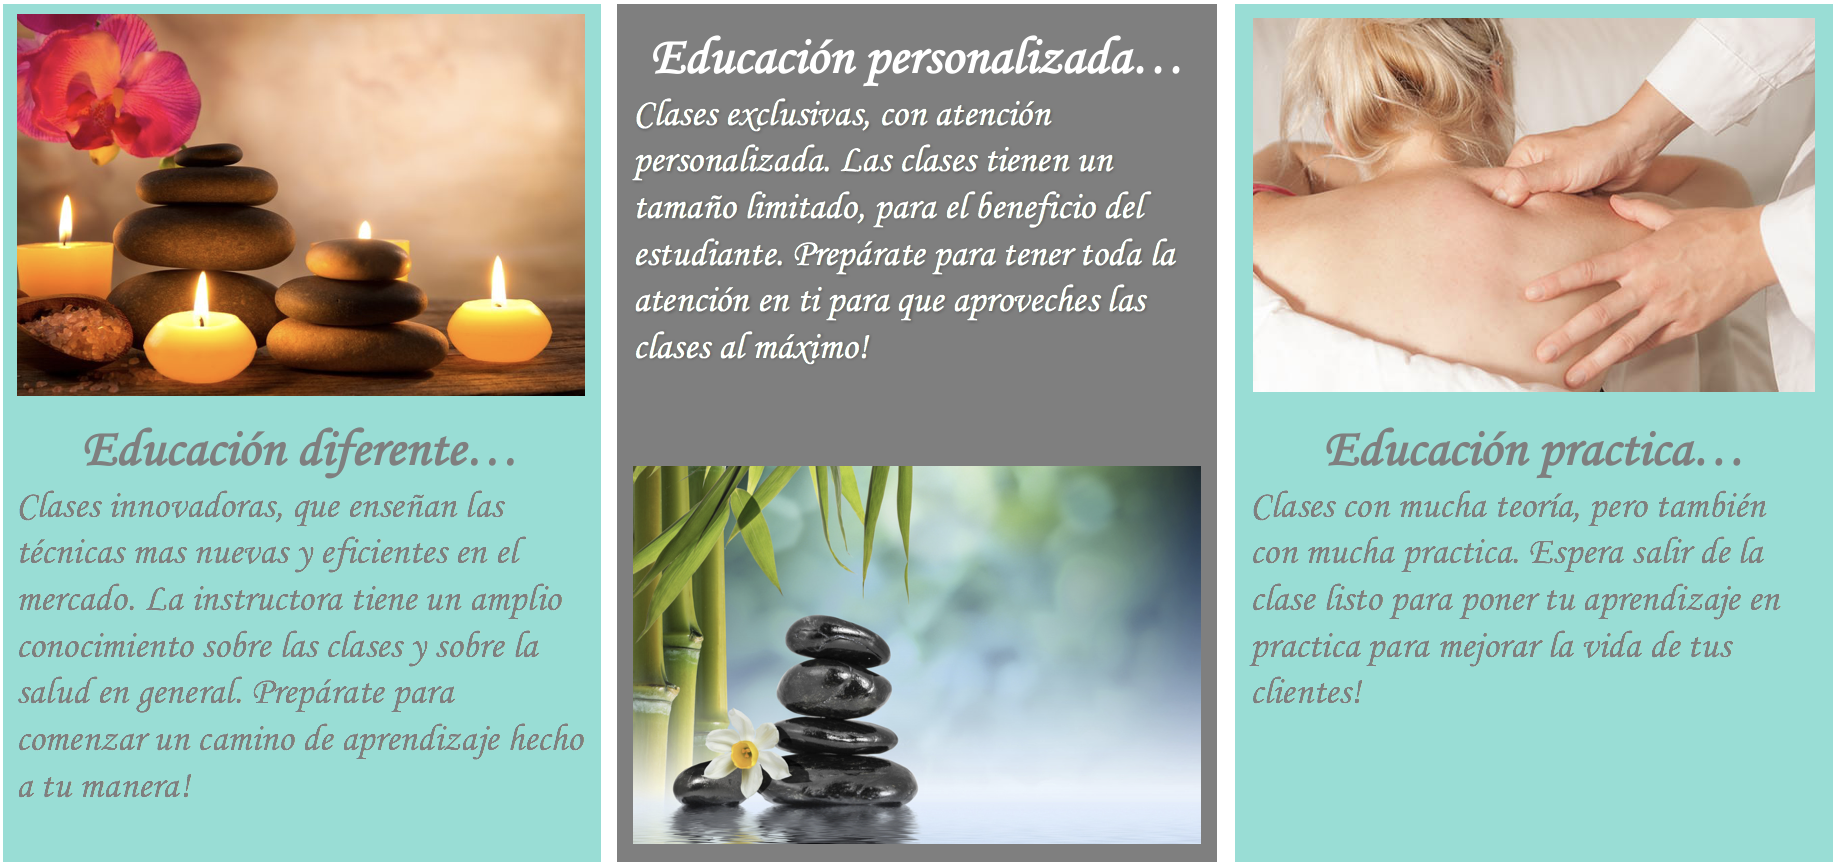 Educación diferente…
Clases innovadoras, que enseñan las
técnicas mas nuevas y eficientes en el
mercado. La instructora tiene un amplio
conocimiento sobre las clases y sobre la
salud en general. Prepárate para
comenzar un camino de aprendizaje hecho
a tu manera!
Educación personalizada…
Clases exclusivas, con atención
personalizada. Las clases tienen un
tamaño limitado, para el beneficio del
estudiante. Prepárate para tener toda la
atención en ti para que aproveches las
clases al máximo!
Educación practica…
Clases con mucha teoría, pero también
con mucha practica. Espera salir de la
clase listo para poner tu aprendizaje en
practica para mejorar la vida de tus
clientes!